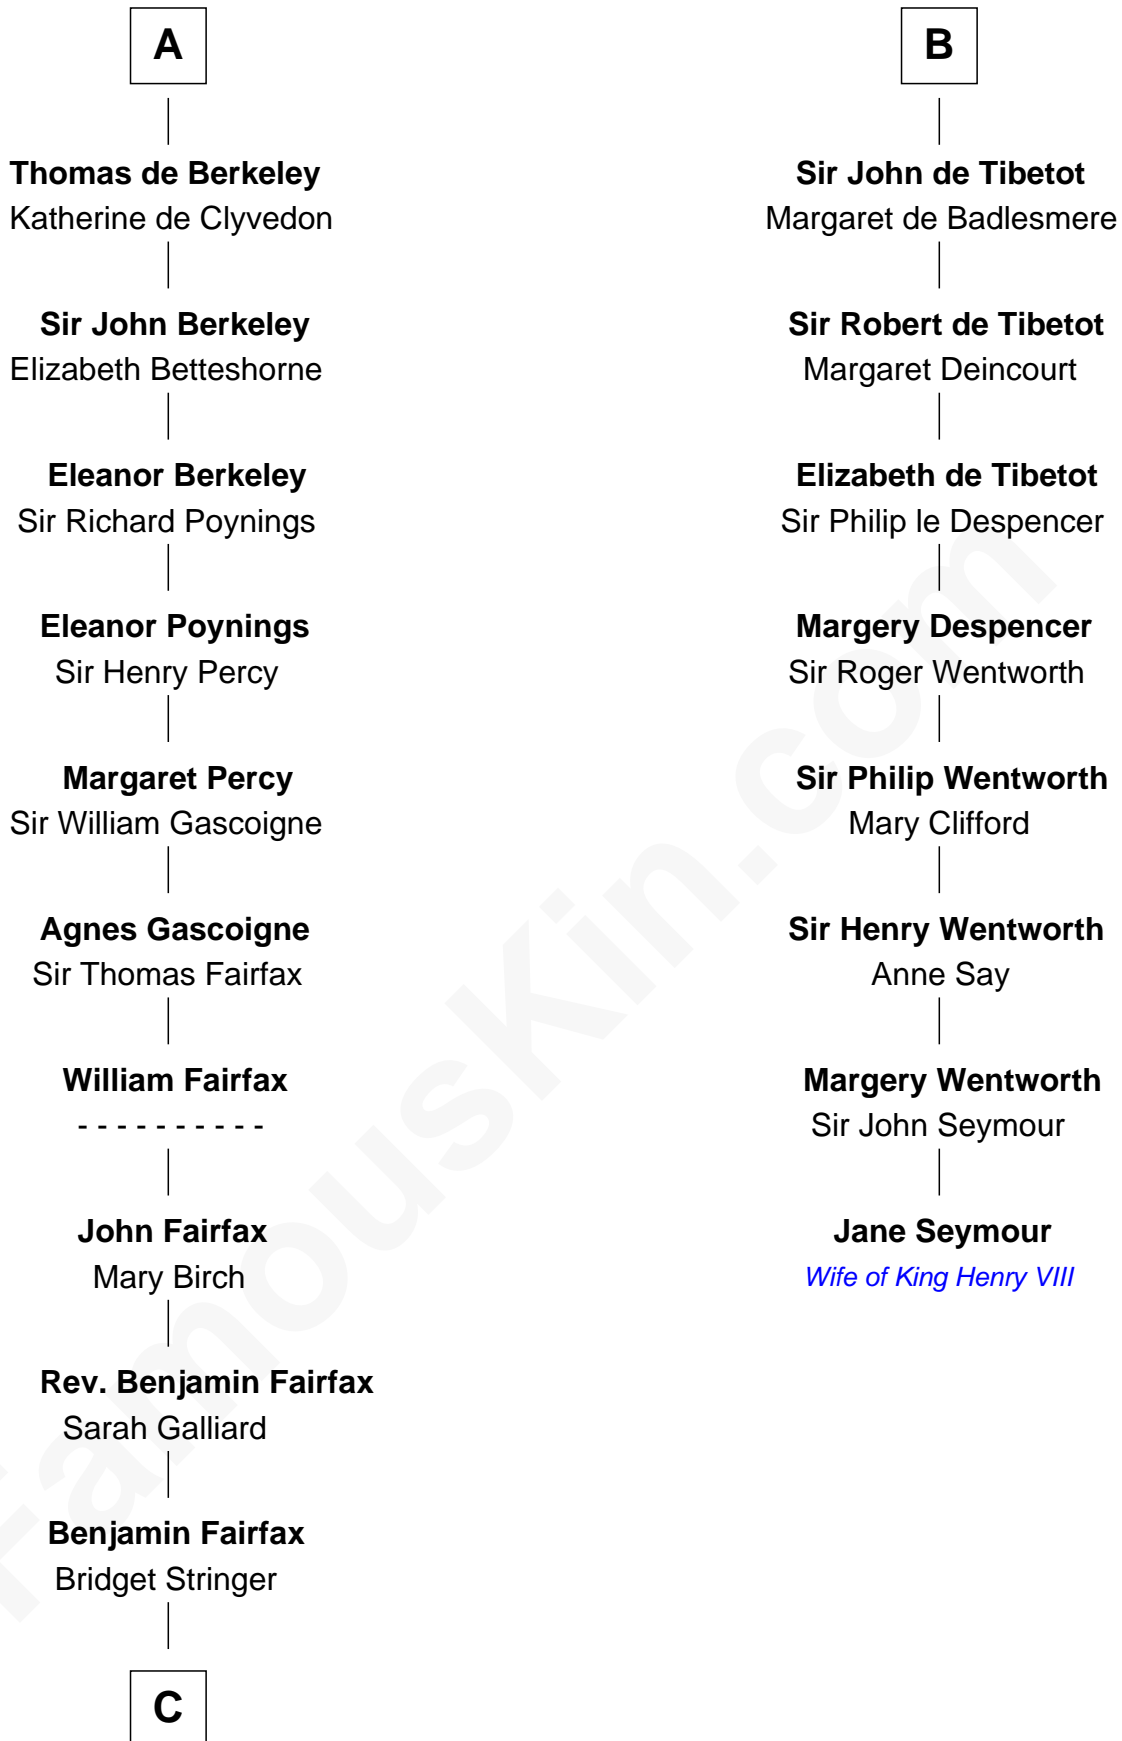 A
Thomas de Berkeley
Katherine de Clyvedon
Sir John Berkeley
Elizabeth Betteshorne
Eleanor Berkeley
Sir Richard Poynings
Eleanor Poynings
Sir Henry Percy
Margaret Percy
Sir William Gascoigne
Agnes Gascoigne
Sir Thomas Fairfax
William Fairfax
- - - - - - - - - -
John Fairfax
Mary Birch
Rev. Benjamin Fairfax
Sarah Galliard
Benjamin Fairfax
Bridget Stringer
C
B
Sir John de Tibetot
Margaret de Badlesmere
Sir Robert de Tibetot
Margaret Deincourt
Elizabeth de Tibetot
Sir Philip le Despencer
Margery Despencer
Sir Roger Wentworth
Sir Philip Wentworth
Mary Clifford
Sir Henry Wentworth
Anne Say
Margery Wentworth
Sir John Seymour
Jane Seymour
Wife of King Henry VIII
FamousKin.com